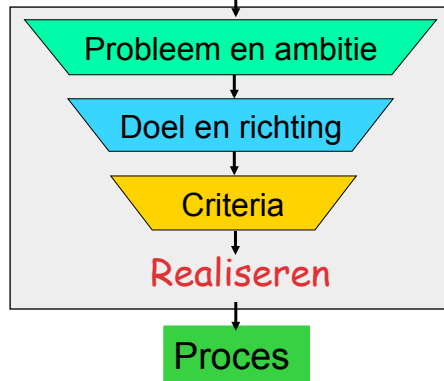 Probleem en ambitie
Doel en richting
Criteria
Realiseren
Proces